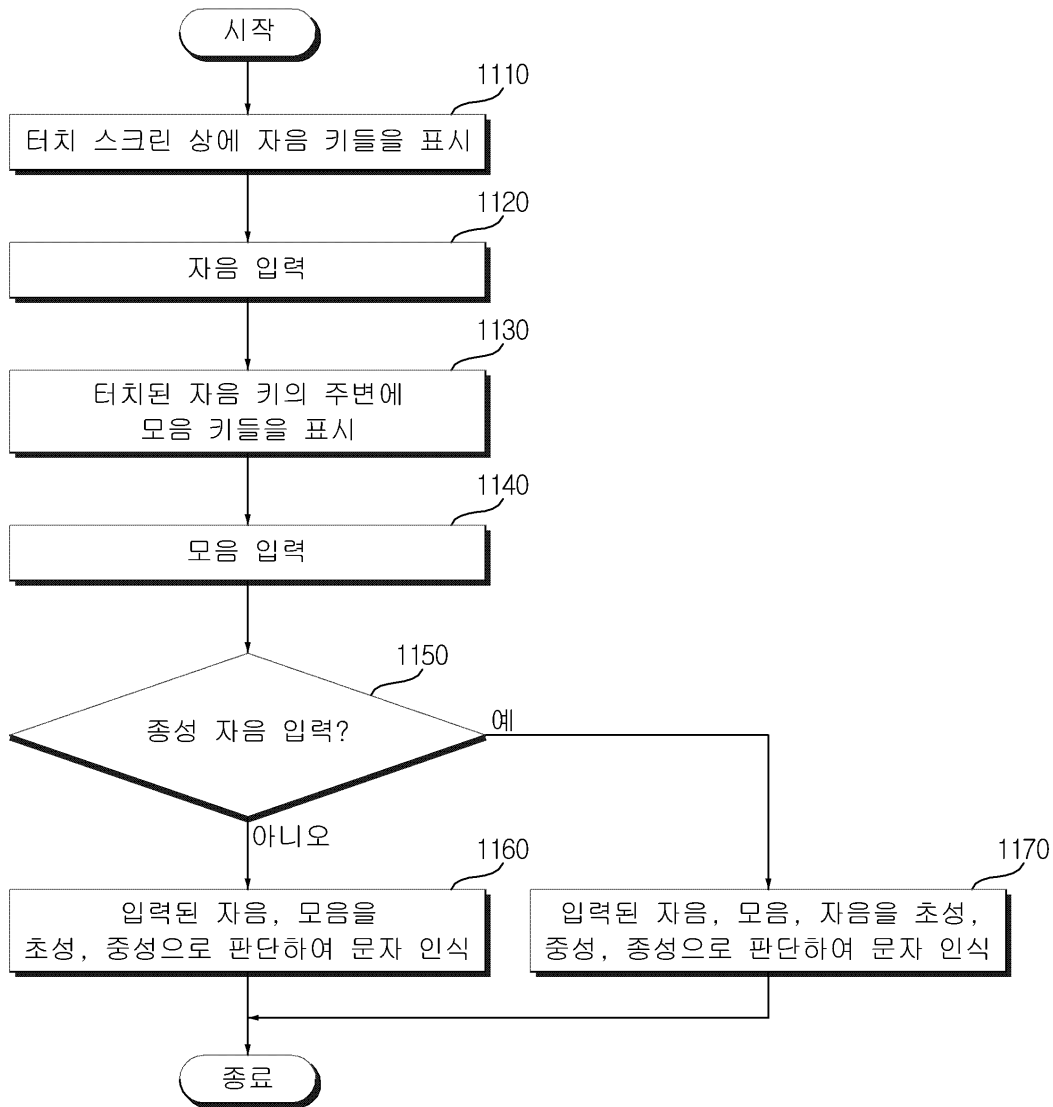 시작
1110
터치 스크린 상에 자음 키들을 표시
1120
자음 입력
1130
터치된 자음 키의 주변에
모음 키들을 표시
1140
모음 입력
1150
종성 자음 입력?
예
아니오
1160
입력된 자음, 모음을
초성, 중성으로 판단하여 문자 인식
1170
입력된 자음, 모음, 자음을 초성,
중성, 종성으로 판단하여 문자 인식
종료